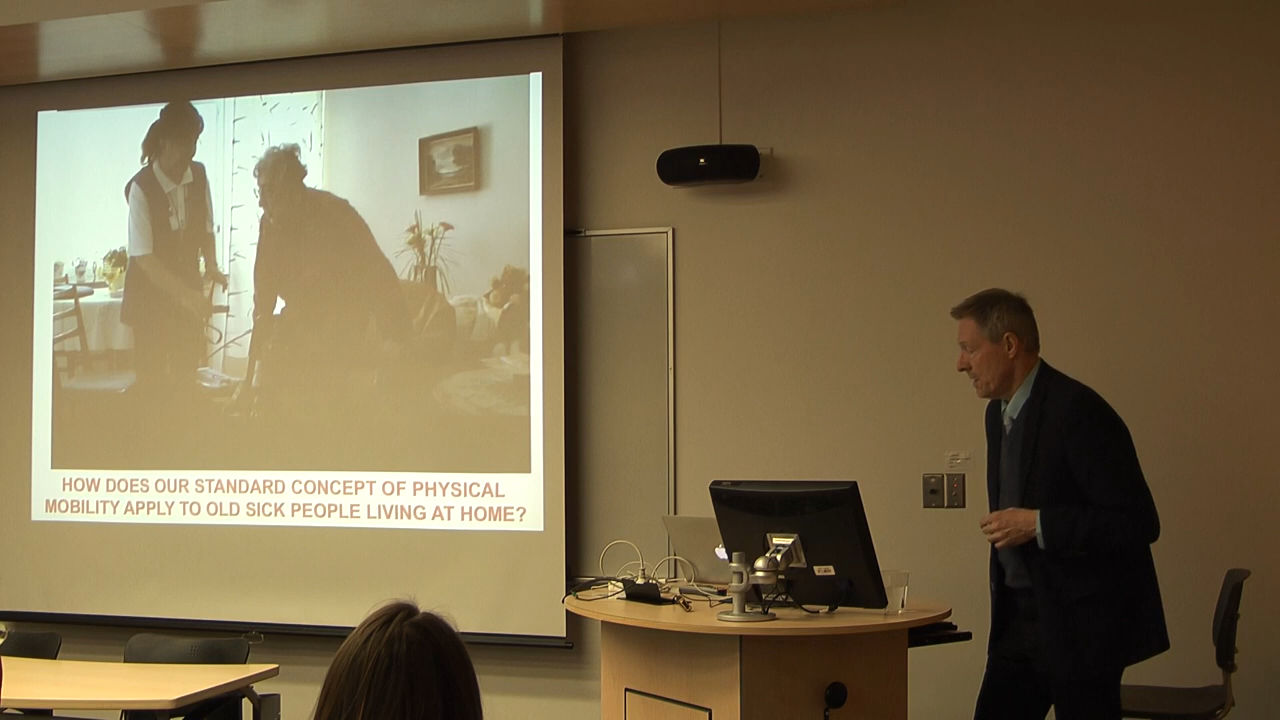 HOW DOES OUR STANDARD CONCEPT OF PHYSICAL
MOBILITY APPLY TO OLD SICK PEOPLE LIVING AT HOME?